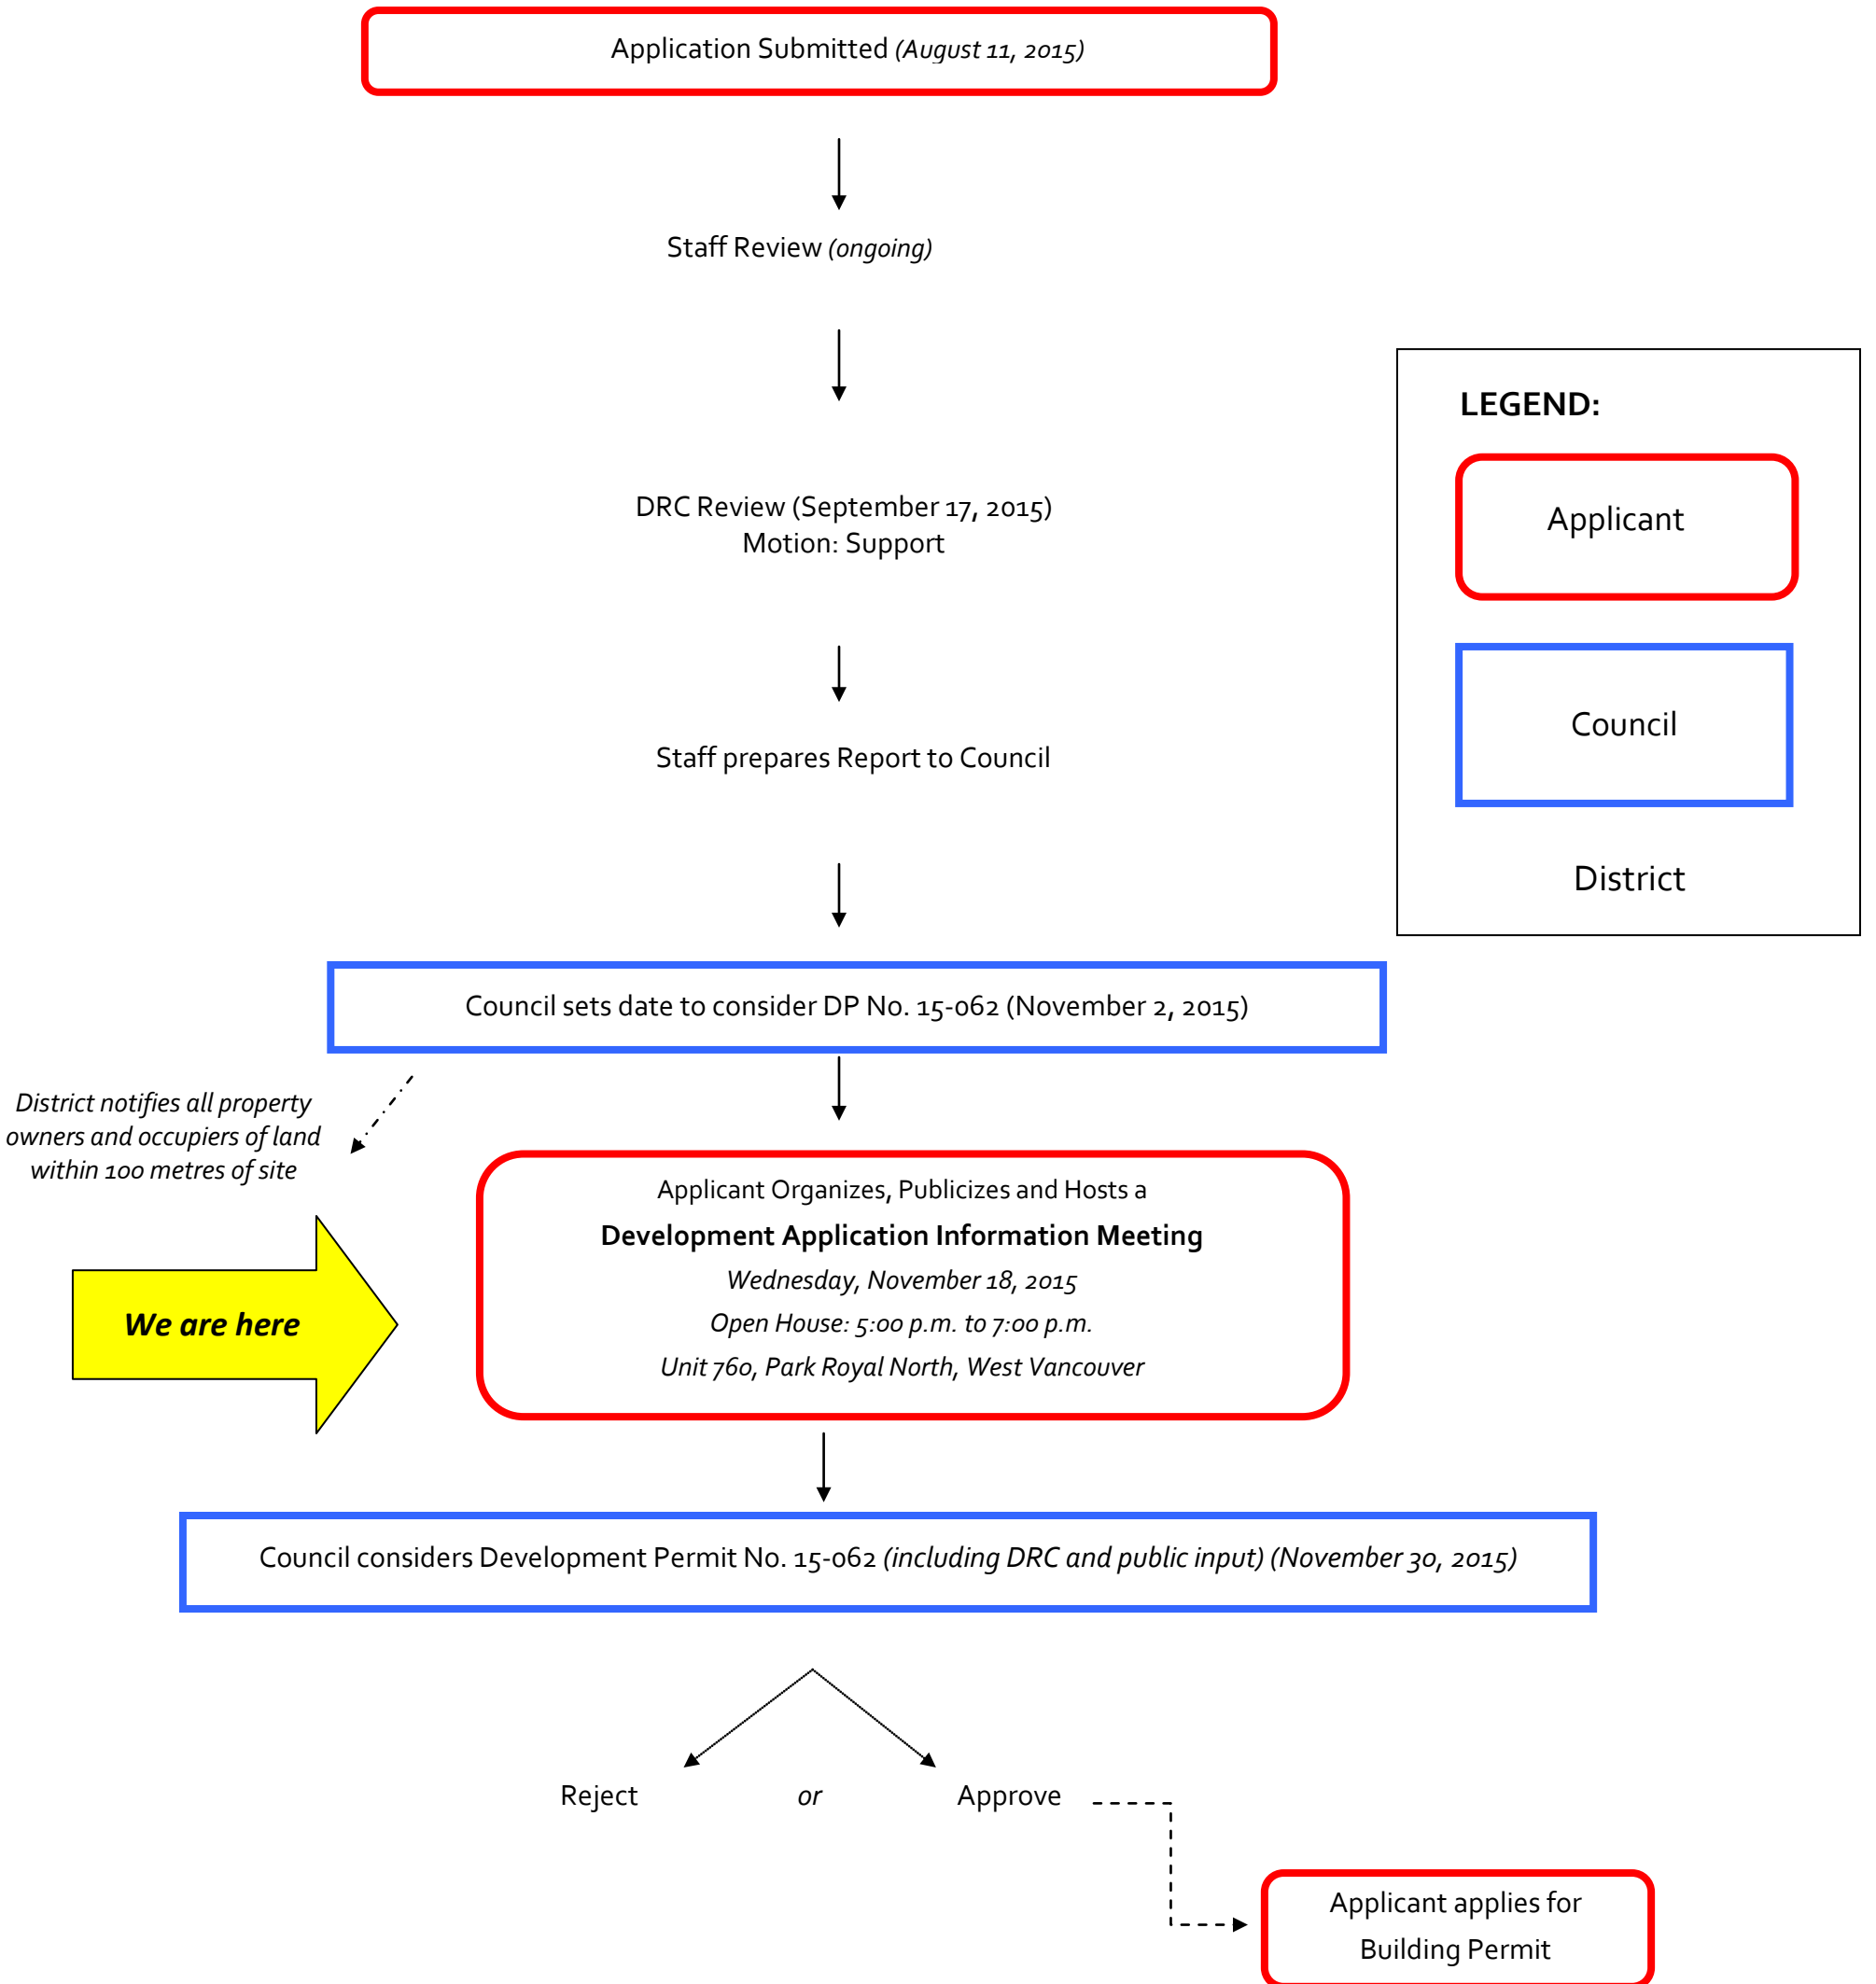 Application Submitted (August 11, 2015)
Staff Review (ongoing)
LEGEND:
Applicant
Council
District
DRC Review (September 17, 2015)
Motion: Support
Staff prepares Report to Council
Council sets date to consider DP No. 15-062 (November 2, 2015)
District notifies all property
owners and occupiers of land
within 100 metres of site
We are here
Applicant Organizes, Publicizes and Hosts a
Development Application Information Meeting
Wednesday, November 18, 2015
Open House: 5:00 p.m. to 7:00 p.m.
Unit 760, Park Royal North, West Vancouver
Council considers Development Permit No. 15-062 (including DRC and public input) (November 30, 2015)
Reject or Approve
Applicant applies for
Building Permit